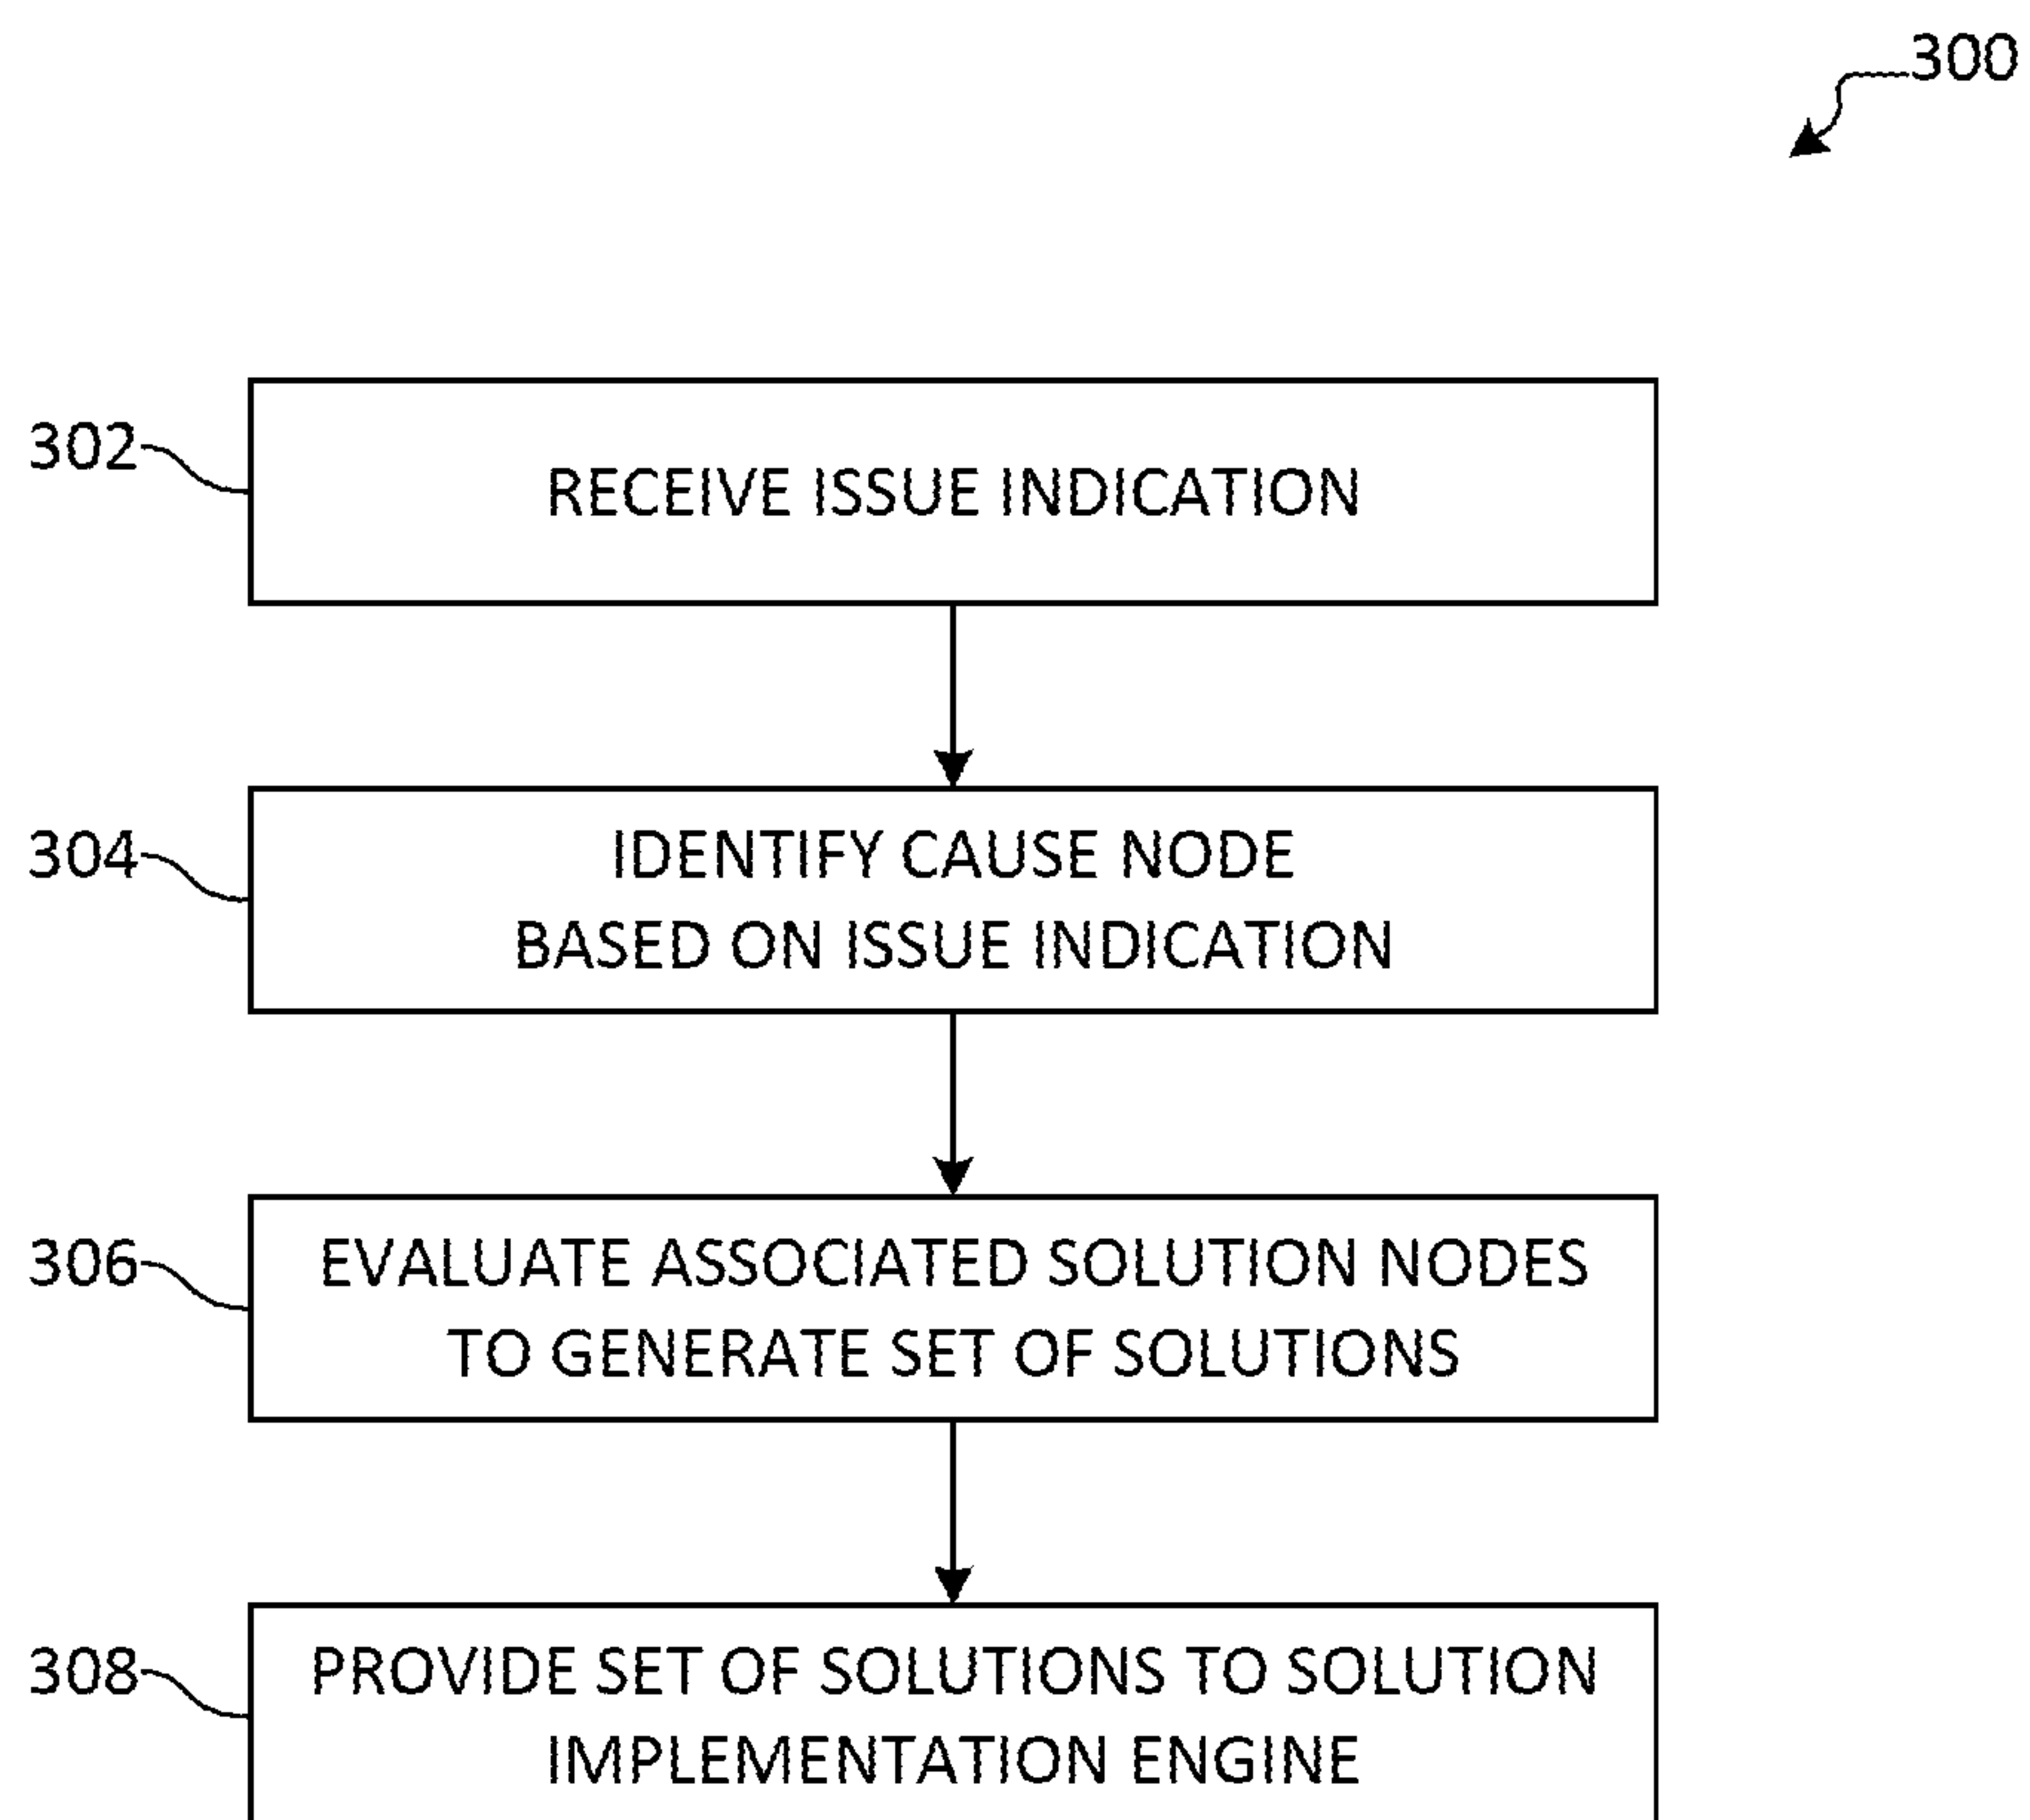 300
302
RECEIVE ISSUE INDICATION
304
IDENTIFY CAUSE NODE
BASED ON ISSUE INDICATION
306
EVALUATE ASSOCIATED SOLUTION NODES
TO GENERATE SET OF SOLUTIONS
308
PROVIDE SET OF SOLUTIONS TO SOLUTION
IMPLEMENTATION ENGINE